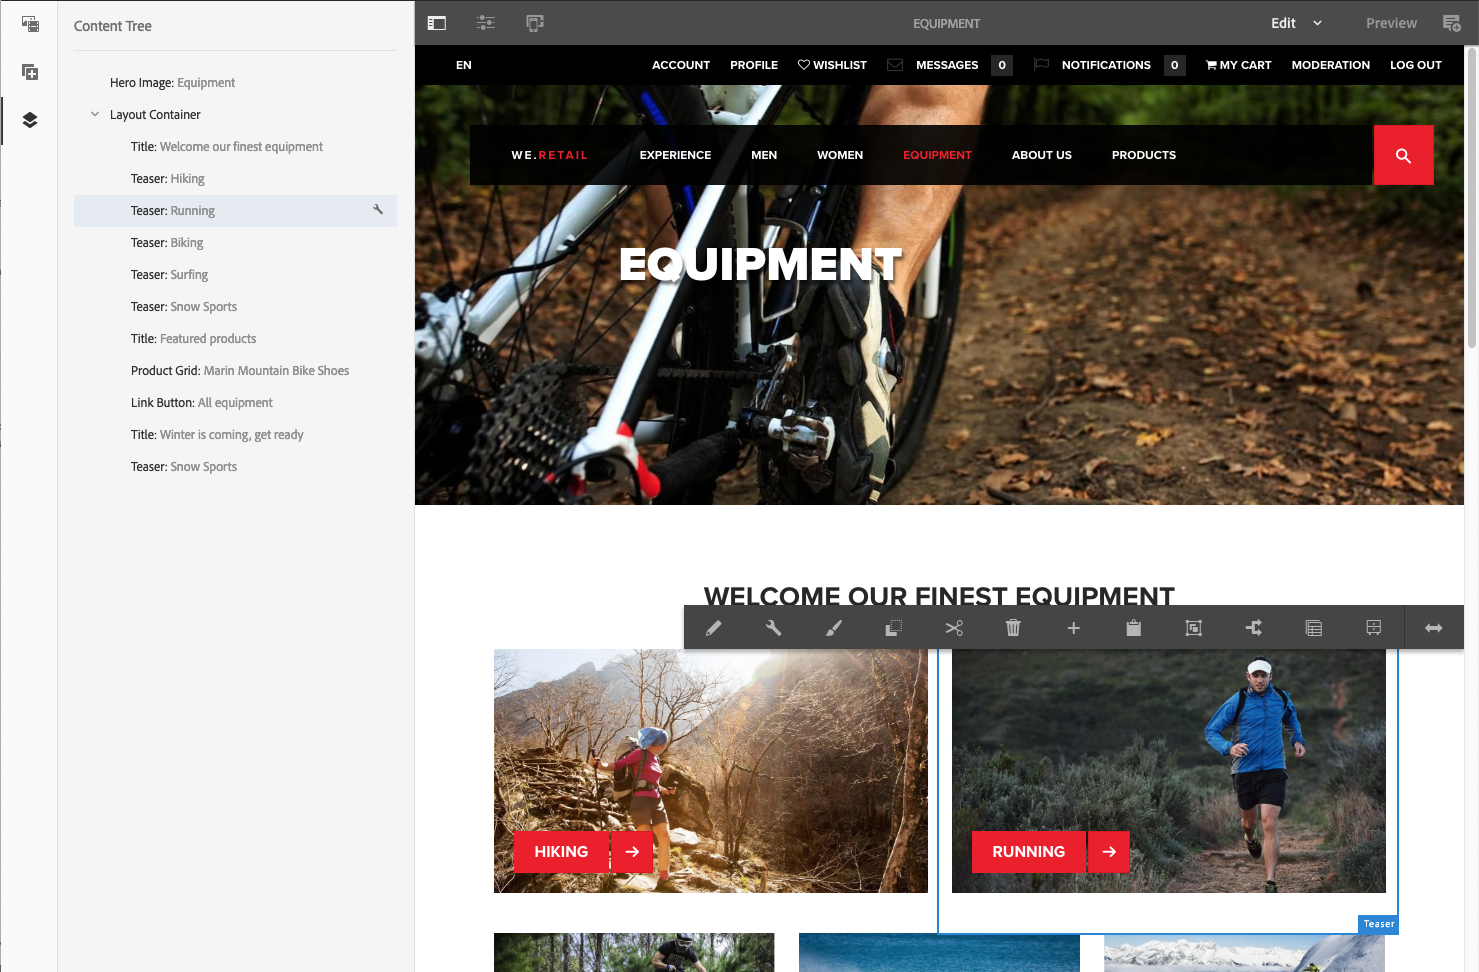 Content Tree
Hero Image: Equipment
Layout Container
Title: Welcome our finest equipment
Teaser: Hiking
Teaser: Running
Teaser: Biking
Teaser: Surfing
Teaser: Snow Sports
Title: Featured products
Product Grid: Marin Mountain Bike Shoes
Link Button: All equipment
Title: Winter is coming, get ready
Teaser: Snow Sports
EQUIPMENT
Edit
Preview
EN ACCOUNT PROFILE WISHLIST MESSAGES 0 NOTIFICATIONS 0 MY CART MODERATION LOG OUT
WE.RETAIL EXPERIENCE MEN WOMEN EQUIPMENT ABOUT US PRODUCTS
EQUIPMENT
WELCOME OUR FINEST EQUIPMENT
HIKING
RUNNING
Teaser